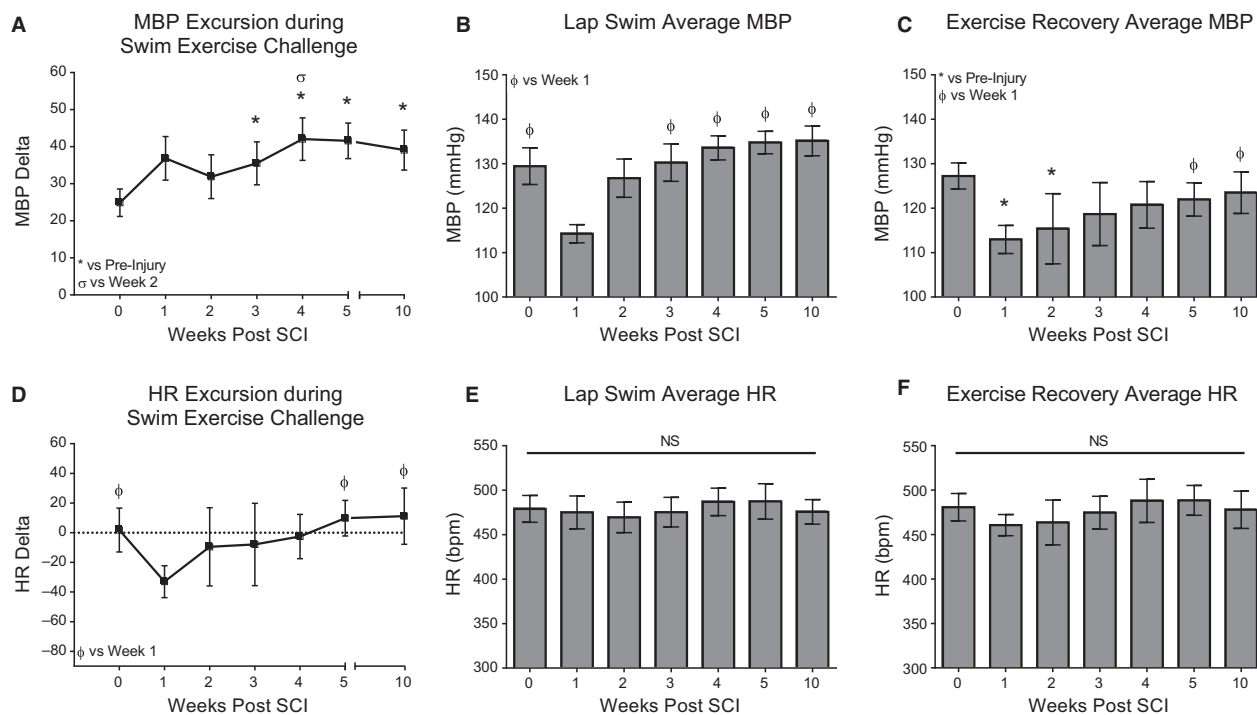 A
MBP Excursion during
Swim Exercise Challenge
60
50
40
30
20
10
0
MBP Delta
σ
*
*
*
*
* vs Pre-Injury
σ vs Week 2
0 1 2 3 4 5 10
Weeks Post SCI
B
Lap Swim Average MBP
150
140
130
120
110
100
MBP (mmHg)
ϕ vs Week 1
ϕ ϕ ϕ ϕ ϕ
0 1 2 3 4 5 10
Weeks Post SCI
C
Exercise Recovery Average MBP
150
140
130
120
110
100
MBP (mmHg)
* vs Pre-Injury
ϕ vs Week 1
* * ϕ ϕ
0 1 2 3 4 5 10
Weeks Post SCI
D
HR Excursion during
Swim Exercise Challenge
60
40
20
0
−20
−40
−60
−80
HR Delta
ϕ ϕ ϕ
ϕ vs Week 1
0 1 2 3 4 5 10
Weeks Post SCI
E
Lap Swim Average HR
550
500
450
400
350
300
HR (bpm)
NS
0 1 2 3 4 5 10
Weeks Post SCI
F
Exercise Recovery Average HR
550
500
450
400
350
300
HR (bpm)
NS
0 1 2 3 4 5 10
Weeks Post SCI